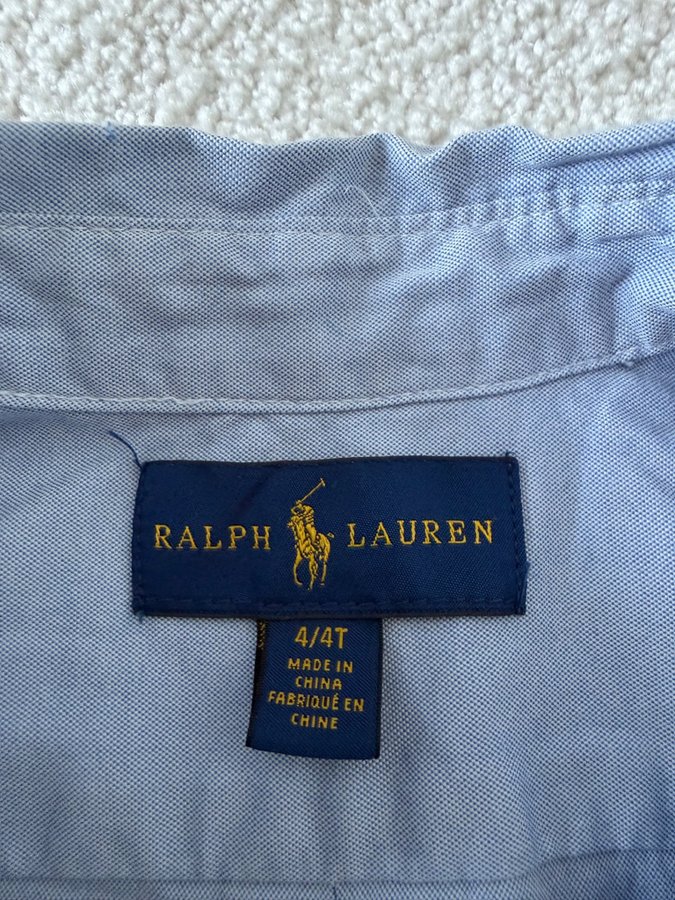 RALPH LAUREN
4/4T
MADE IN
CHINA
FABRIQUÉ EN
CHINE